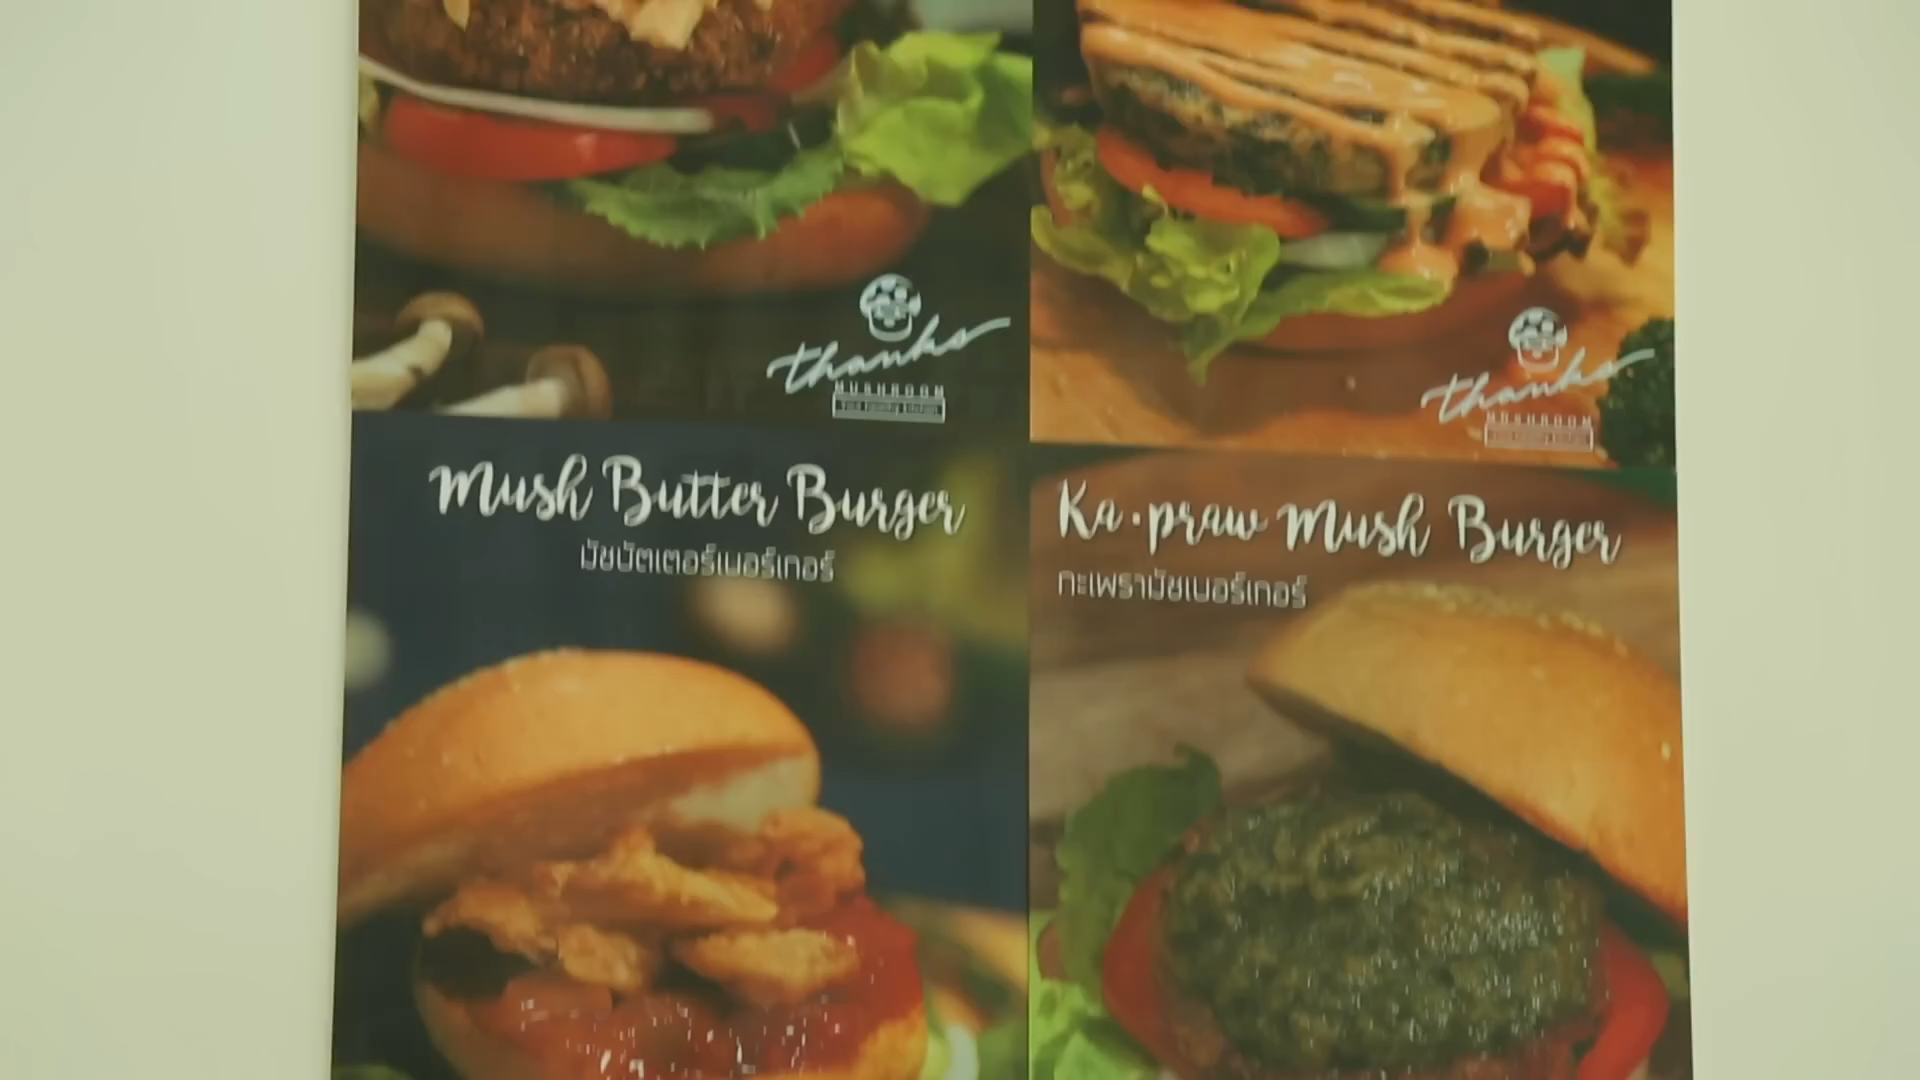 thanks
MUSHROOM
thanks
MUSHROOM
Mush Butter Burger
มัชบัตเตอร์เบอร์เกอร์
Ka.praw Mush Burger
กะเพรามัชเบอร์เกอร์